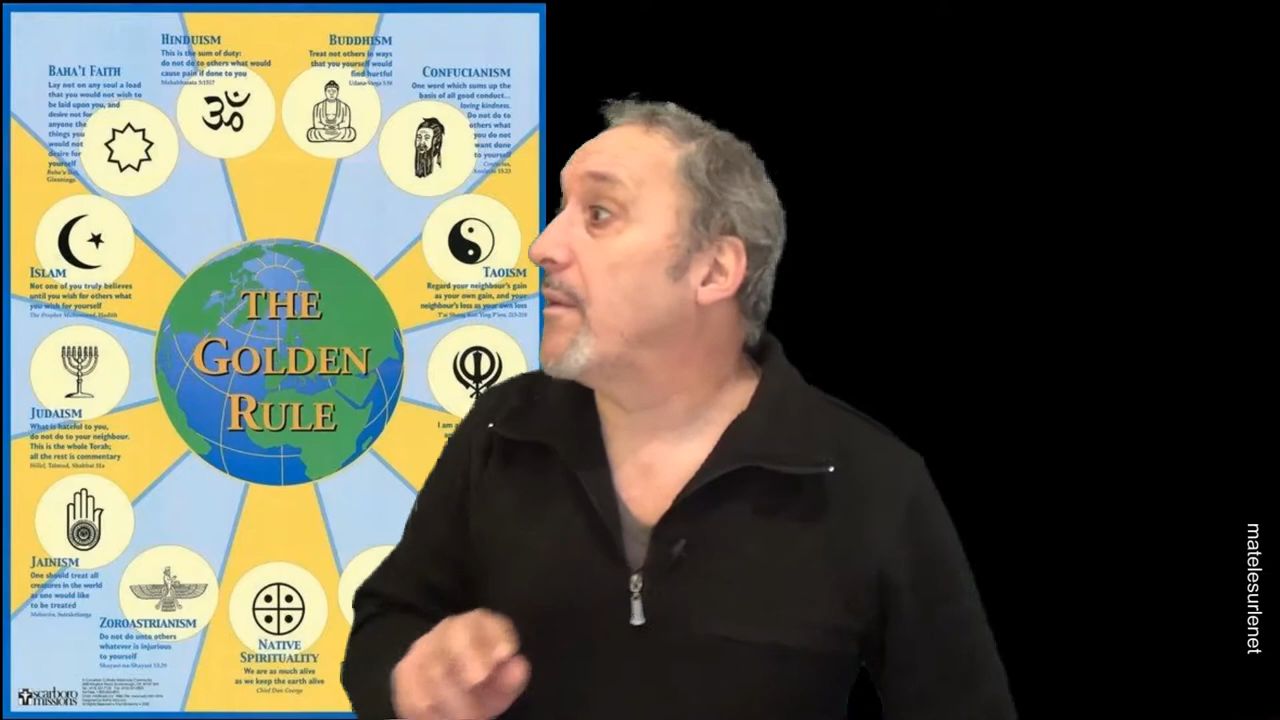 HINDUISM
This is the sum of duty:
do not do to others what would
cause pain if done to you
Mahabharata 5:1517
BUDDHISM
Treat not others in ways
that you yourself would
find hurtful
Udana-Varga 5:18
BAHA'I FAITH
Lay not on any soul a load
that you would not wish to
be laid upon you, and
desire not for
anyone the
things you
would not
desire for
yourself
Gleanings
CONFUCIANISM
One word which sums up the
basis of all good conduct...
loving kindness.
Do not do to
others what
you do not
want done
to yourself
Confucius,
Analects 15:23
ISLAM
Not one of you truly believes
until you wish for others what
you wish for yourself
The Prophet Muhammad, Hadith
TAOISM
Regard your neighbour's gain
as your own gain, and your
neighbour's loss as your own loss
T'ai Shang Kan Ying P'ien, 213-218
THE
GOLDEN
RULE
JUDAISM
What is hateful to you,
do not do to your neighbour.
This is the whole Torah;
all the rest is commentary
Hillel, Talmud, Shabbat 31a
I am a
JAINISM
One should treat all
creatures in the world
as one would like
to be treated
Mahavira, Sutrakritanga
ZOROASTRIANISM
Do not do unto others
whatever is injurious
to yourself
Shayast-na-Shayast 13:29
NATIVE
SPIRITUALITY
We are as much alive
as we keep the earth alive
Chief Dan George
scarboro
missions
matelesurlenet